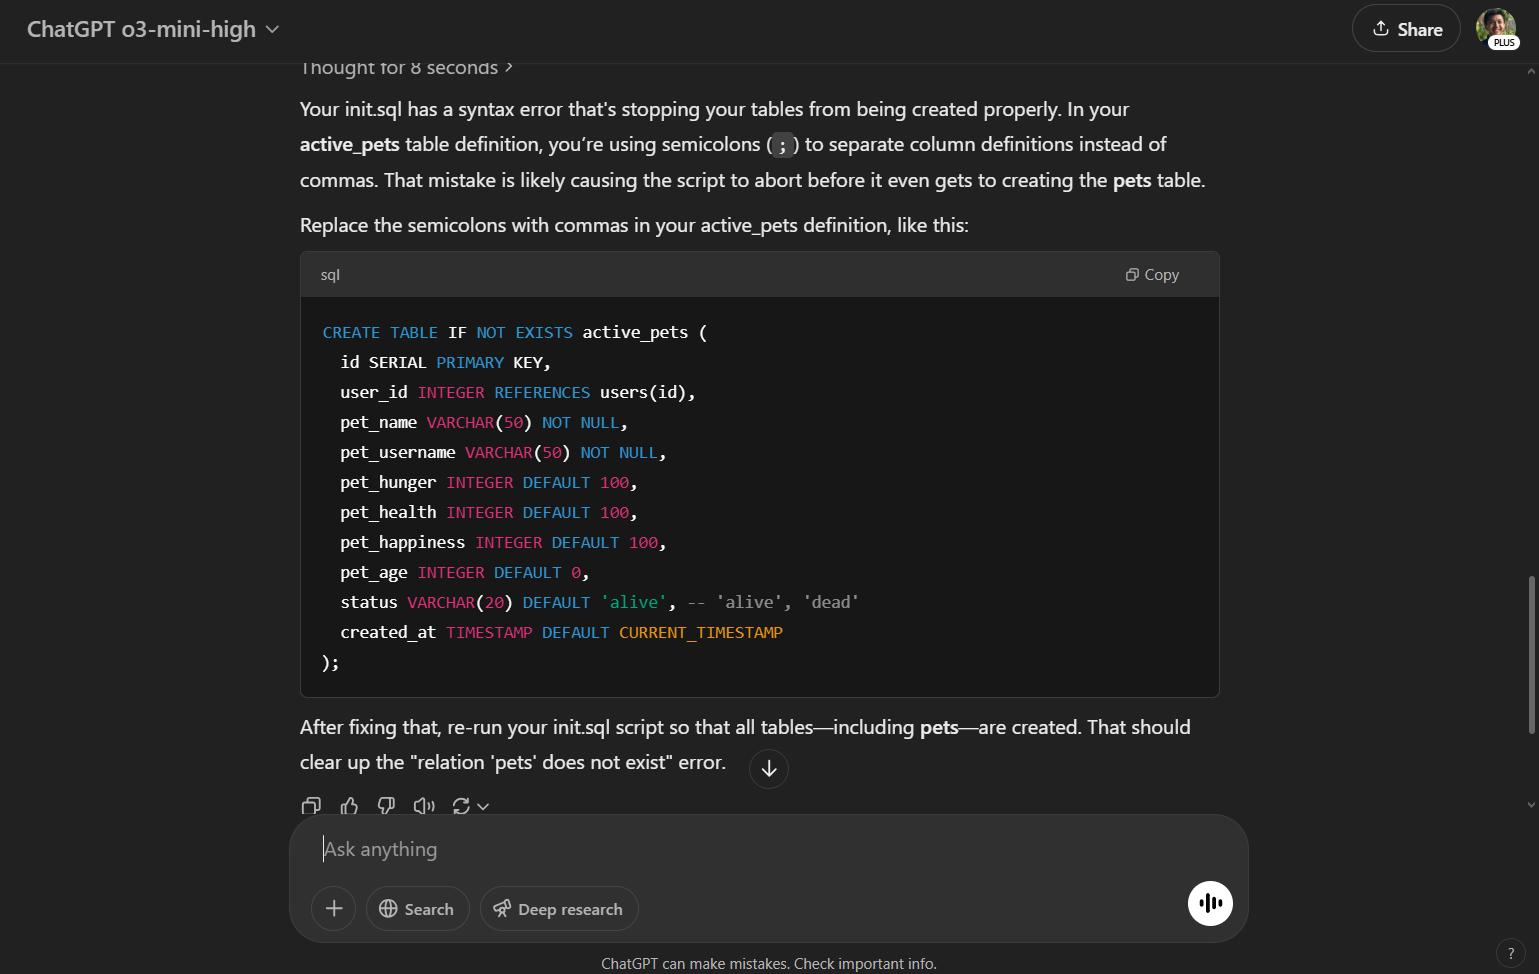 ChatGPT o3-mini-high
Share
PLUS
Thought for 8 seconds
Your init.sql has a syntax error that's stopping your tables from being created properly. In your
active_pets table definition, you’re using semicolons ( ; ) to separate column definitions instead of
commas. That mistake is likely causing the script to abort before it even gets to creating the pets table.
Replace the semicolons with commas in your active_pets definition, like this:
sql
Copy
CREATE TABLE IF NOT EXISTS active_pets (
id SERIAL PRIMARY KEY,
user_id INTEGER REFERENCES users(id),
pet_name VARCHAR(50) NOT NULL,
pet_username VARCHAR(50) NOT NULL,
pet_hunger INTEGER DEFAULT 100,
pet_health INTEGER DEFAULT 100,
pet_happiness INTEGER DEFAULT 100,
pet_age INTEGER DEFAULT 0,
status VARCHAR(20) DEFAULT 'alive', -- 'alive', 'dead'
created_at TIMESTAMP DEFAULT CURRENT_TIMESTAMP
);
After fixing that, re-run your init.sql script so that all tables—including pets—are created. That should
clear up the "relation 'pets' does not exist" error.
Ask anything
Search
Deep research
ChatGPT can make mistakes. Check important info.
?